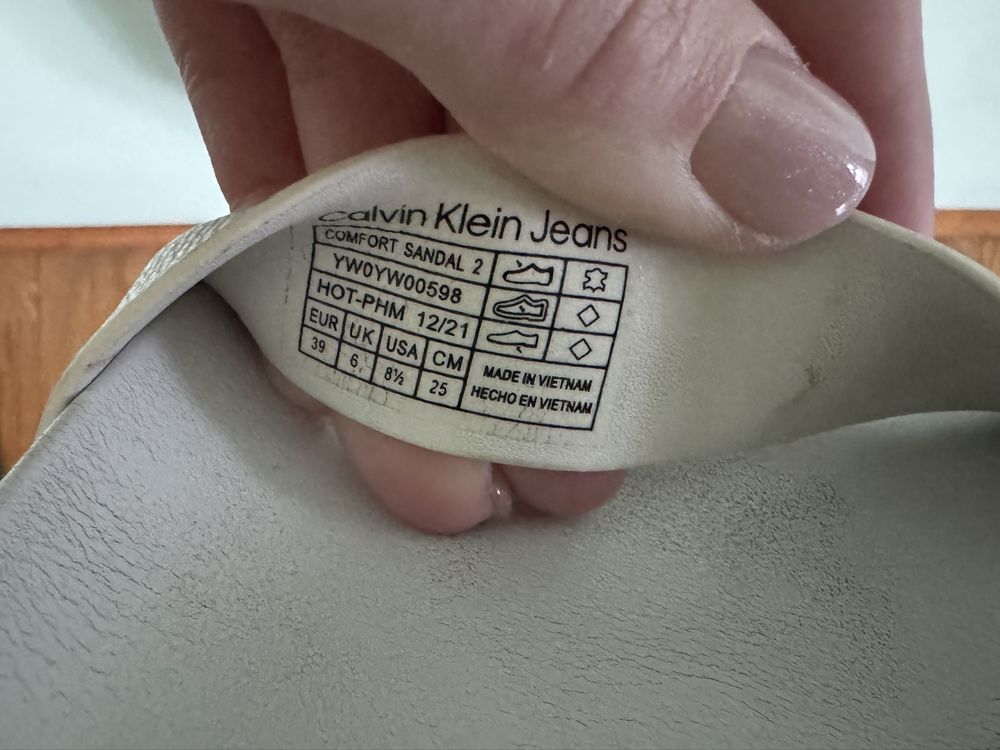 Calvin Klein Jeans
COMFORT SANDAL 2
YW0YW00598
HOT-PHM 12/21
EUR UK USA CM
39 6 8½ 25
MADE IN VIETNAM
HECHO EN VIETNAM